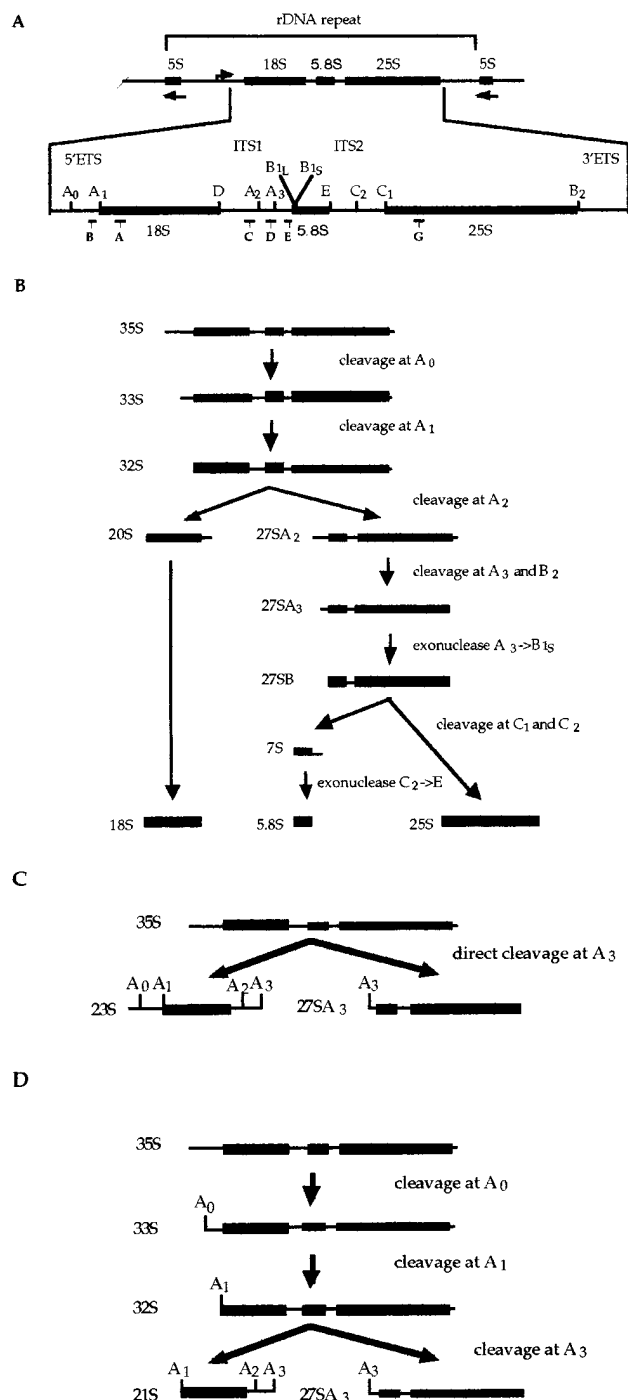 A
rDNA repeat
5S 18S 5.8S 25S 5S
5'ETS ITS1 B1L B1S ITS2 3'ETS
A0 A1 D A2 A3 E C2 C1 B2
B A 18S C D E 5.8S G 25S
B
35S
cleavage at A0
33S
cleavage at A1
32S
cleavage at A2
20S 27SA2
cleavage at A3 and B2
27SA3
exonuclease A3->B1S
27SB
cleavage at C1 and C2
7S
exonuclease C2->E
18S 5.8S 25S
C
35S
direct cleavage at A3
A0 A1 A2 A3 A3
23S 27SA3
D
35S
cleavage at A0
A0
33S
cleavage at A1
A1
32S
cleavage at A3
A1 A2 A3 A3
21S 27SA3